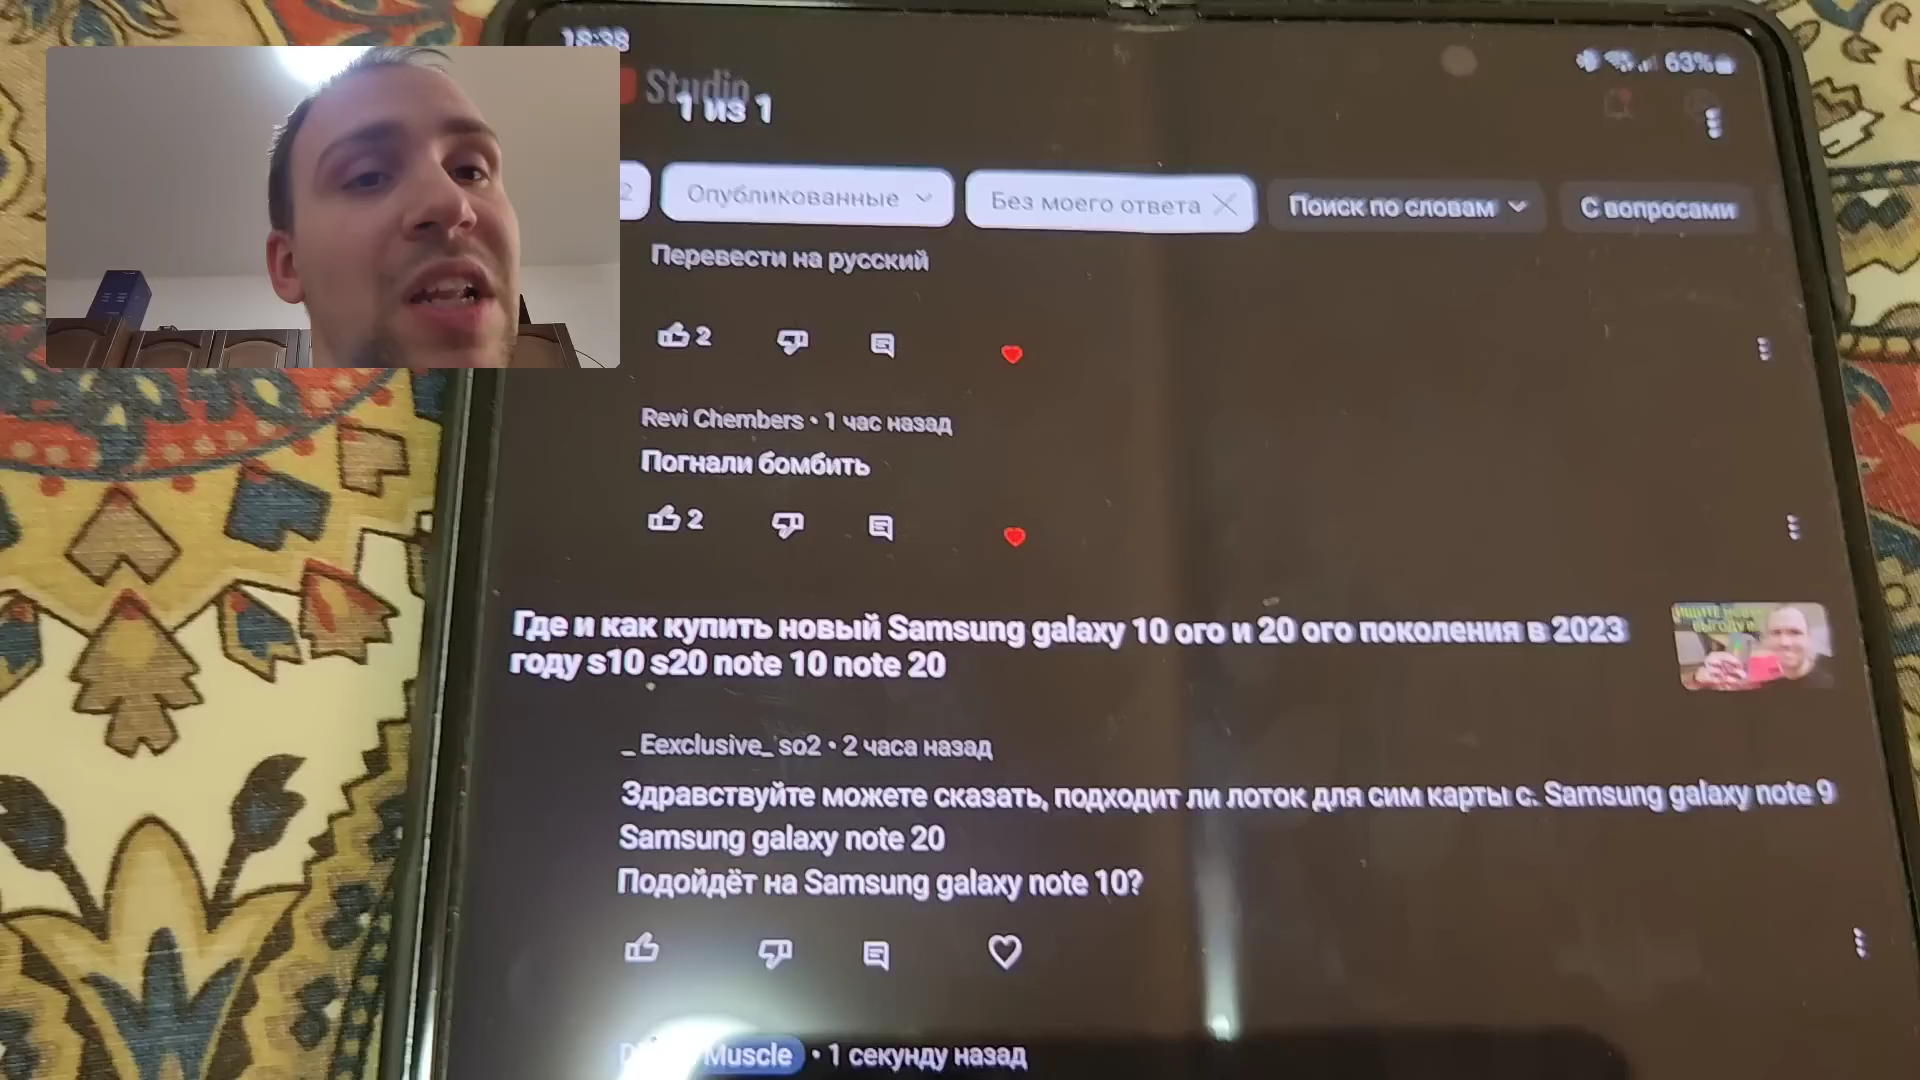 18:38
63%
Studio
1 из 1
2
Опубликованные
Без моего ответа
Поиск по словам
С вопросами
Перевести на русский
2
Revi Chembers • 1 час назад
Погнали бомбить
2
Где и как купить новый Samsung galaxy 10 ого и 20 ого поколения в 2023
году s10 s20 note 10 note 20
_ Eexclusive_ so2 • 2 часа назад
Здравствуйте можете сказать, подходит ли лоток для сим карты с. Samsung galaxy note 9
Samsung galaxy note 20
Подойдёт на Samsung galaxy note 10?
Muscle • 1 секунду назад